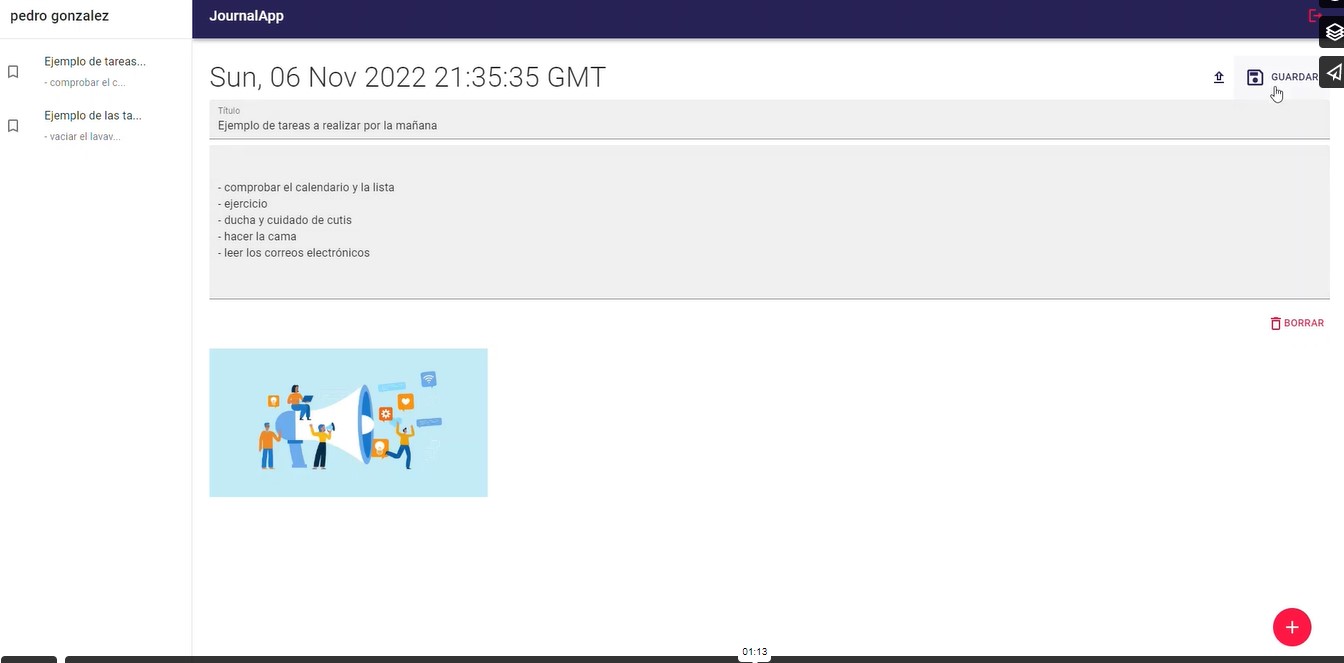 pedro gonzalez
JournalApp
Ejemplo de tareas...
- comprobar el c...
Ejemplo de las ta...
- vaciar el lavav...
Sun, 06 Nov 2022 21:35:35 GMT
GUARDAR
Título
Ejemplo de tareas a realizar por la mañana
- comprobar el calendario y la lista
- ejercicio
- ducha y cuidado de cutis
- hacer la cama
- leer los correos electrónicos
BORRAR
01:13